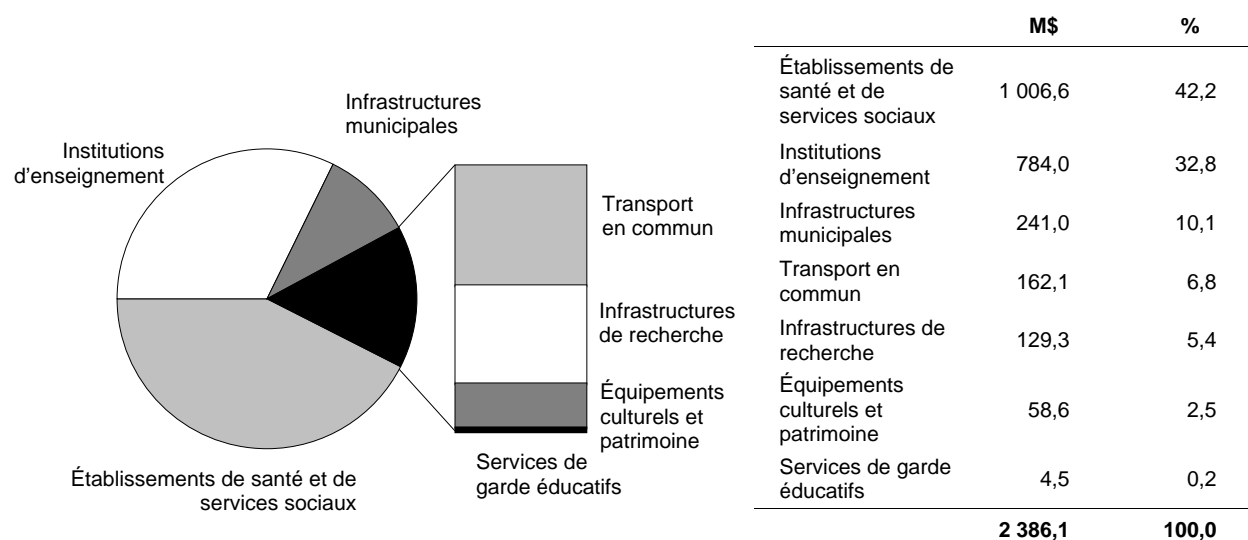 Infrastructures
municipales
Institutions
d'enseignement
Transport
en commun
Infrastructures
de recherche
Équipements
culturels et
patrimoine
Services de
garde éducatifs
Établissements de santé et de
services sociaux
M$ %
Établissements de
santé et de
services sociaux
1 006,6 42,2
Institutions
d'enseignement
784,0 32,8
Infrastructures
municipales
241,0 10,1
Transport en
commun
162,1 6,8
Infrastructures de
recherche
129,3 5,4
Équipements
culturels et
patrimoine
58,6 2,5
Services de garde
éducatifs
4,5 0,2
2 386,1 100,0